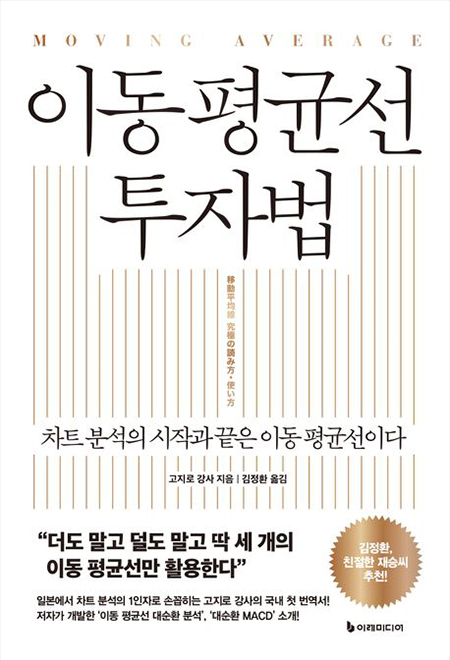 MOVING AVERAGE
이동 평균선
투자법
移動平均線 究極の読み方・使い方
차트 분석의 시작과 끝은 이동 평균선이다
고지로 강사 지음 | 김정환 옮김
“더도 말고 덜도 말고 딱 세 개의
이동 평균선만 활용한다”
김정환,
친절한 재승씨
추천!
일본에서 차트 분석의 1인자로 손꼽히는 고지로 강사의 국내 첫 번역서!
저자가 개발한 ‘이동 평균선 대순환 분석’, ‘대순환 MACD’ 소개!
이레미디어